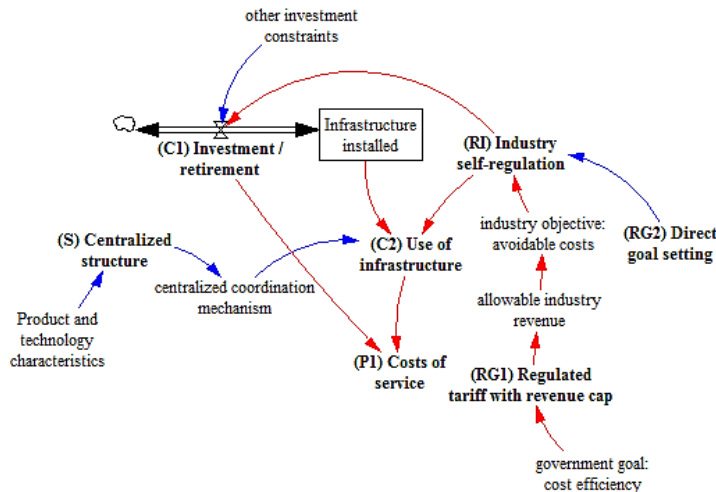 other investment
constraints
(C1) Investment /
retirement
Infrastructure
installed
(RI) Industry
self-regulation
(S) Centralized
structure
centralized coordination
mechanism
(C2) Use of
infrastructure
industry objective:
avoidable costs
(RG2) Direct
goal setting
Product and
technology
characteristics
allowable industry
revenue
(P1) Costs of
service
(RG1) Regulated
tariff with revenue cap
government goal:
cost efficiency